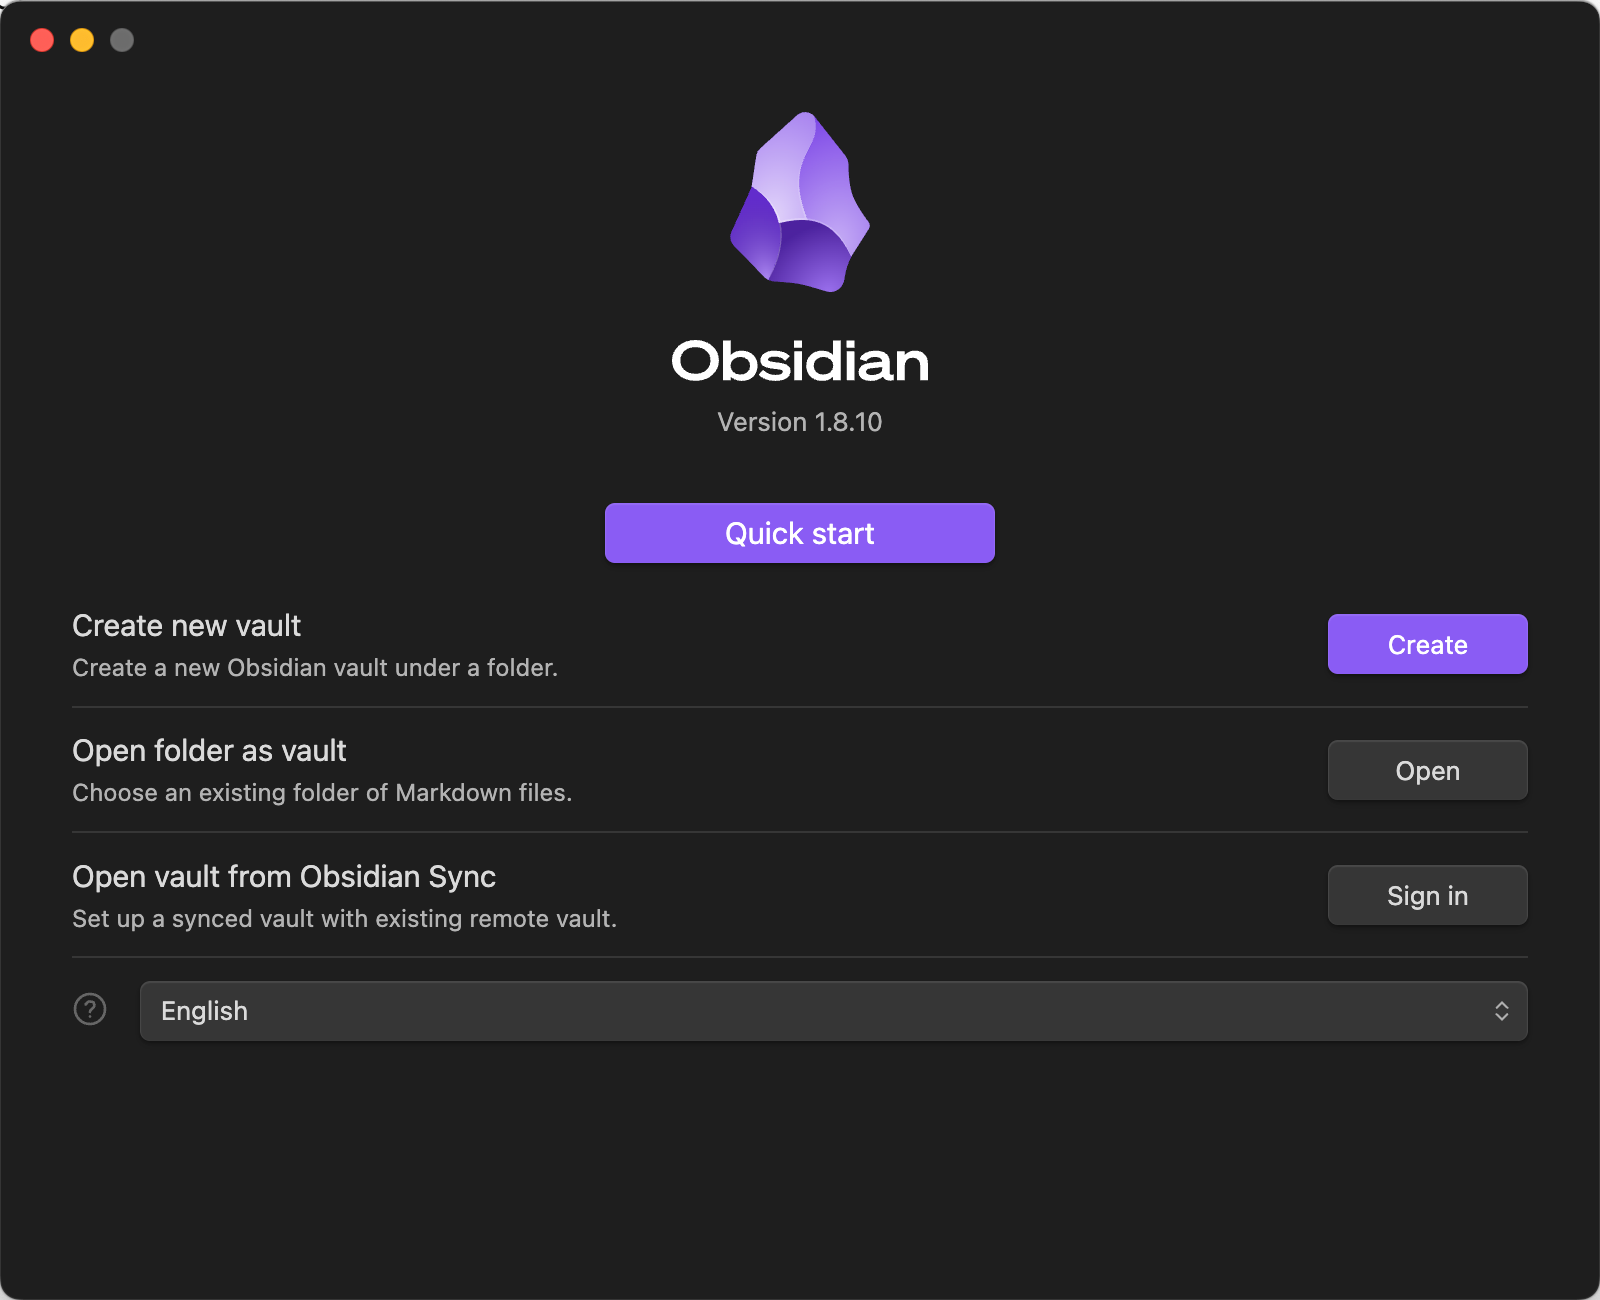 Obsidian
Version 1.8.10
Quick start
Create new vault
Create a new Obsidian vault under a folder.
Create
Open folder as vault
Choose an existing folder of Markdown files.
Open
Open vault from Obsidian Sync
Set up a synced vault with existing remote vault.
Sign in
?
English